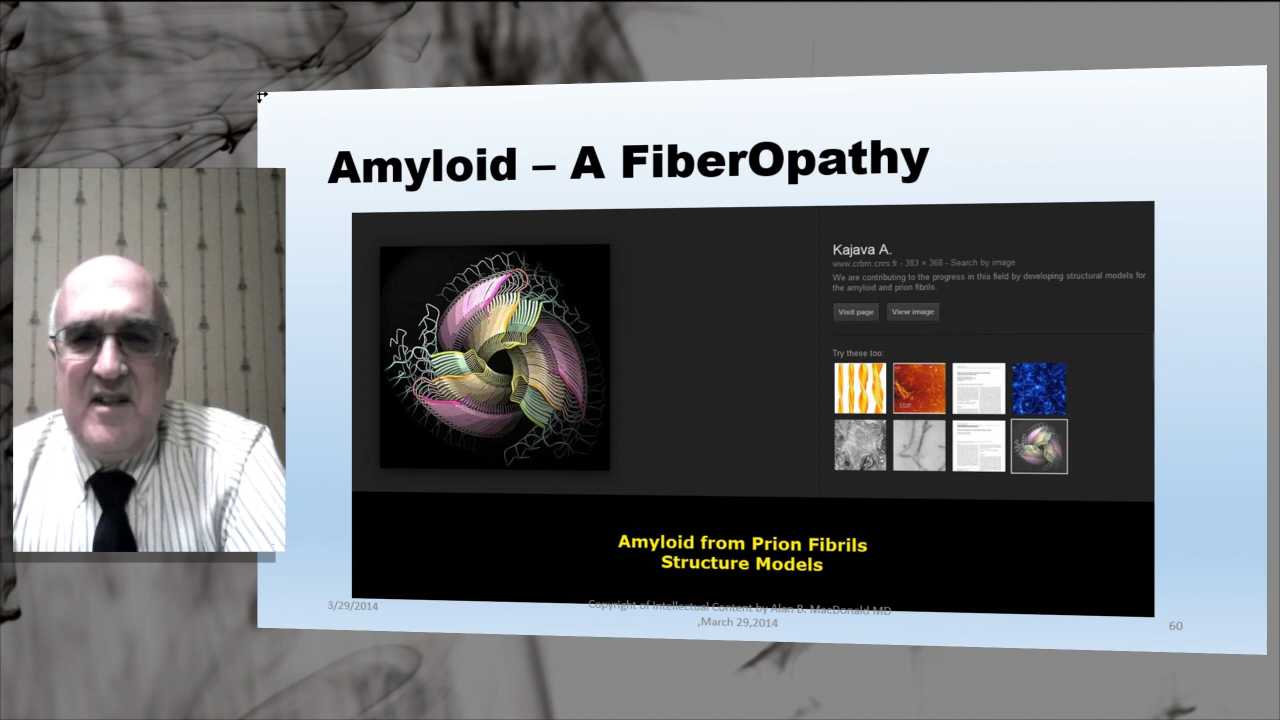 Amyloid – A FiberOpathy
Kajava A.
www.crbm.cnrs.fr - 383 × 368 - Search by image
We are contributing to the progress in this field by developing structural models for
the amyloid and prion fibrils.
Visit page View image
Try these too:
Amyloid from Prion Fibrils
Structure Models
3/29/2014
Copyright of Intellectual Content by Alan B. MacDonald MD
,March 29,2014
60